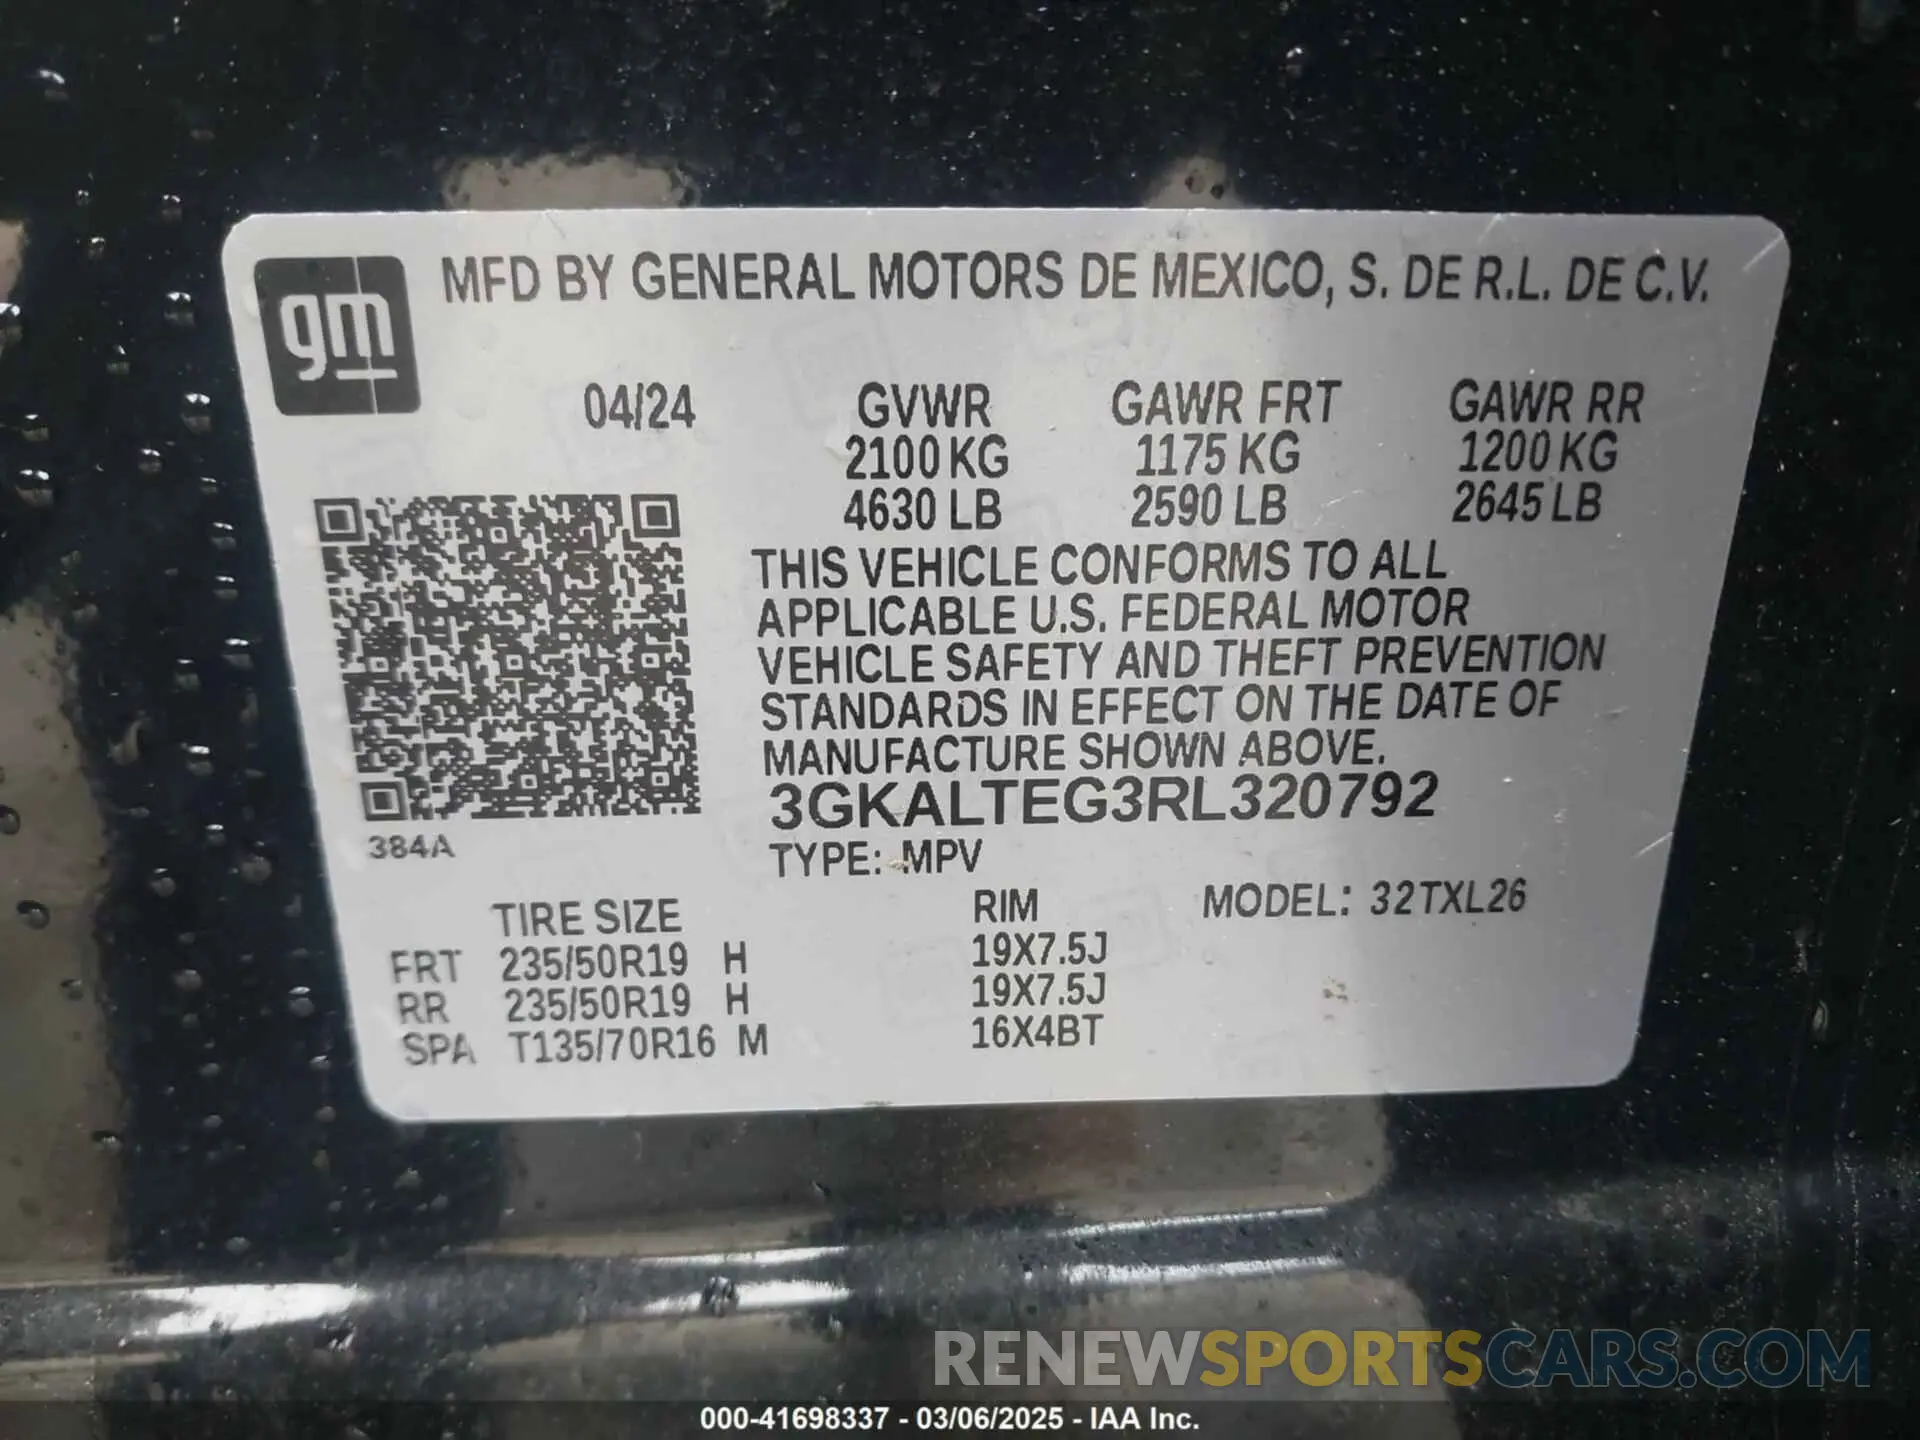 gm
MFD BY GENERAL MOTORS DE MEXICO, S. DE R.L. DE C.V.
04/24 GVWR GAWR FRT GAWR RR
2100 KG 1175 KG 1200 KG
4630 LB 2590 LB 2645 LB
THIS VEHICLE CONFORMS TO ALL
APPLICABLE U.S. FEDERAL MOTOR
VEHICLE SAFETY AND THEFT PREVENTION
STANDARDS IN EFFECT ON THE DATE OF
MANUFACTURE SHOWN ABOVE.
3GKALTEG3RL320792
384A
TYPE: MPV
TIRE SIZE RIM MODEL: 32TXL26
FRT 235/50R19 H 19X7.5J
RR 235/50R19 H 19X7.5J
SPA T135/70R16 M 16X4BT
RENEWSPORTSCARS.COM
000-41698337 - 03/06/2025 - IAA Inc.